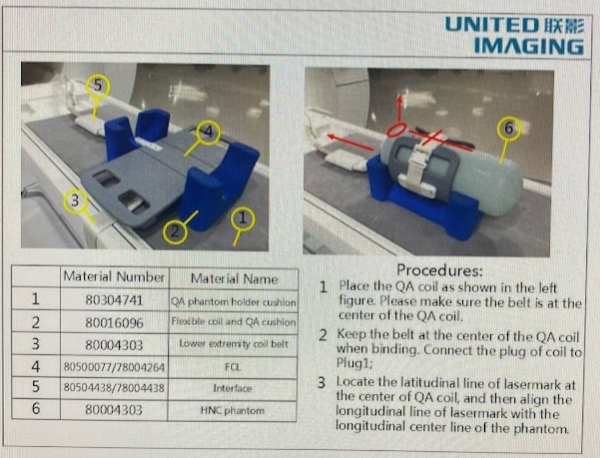 UNITED 联影
IMAGING
5
4
3
2
1
6
Material Number Material Name
1 80304741 QA phantom holder cushion
2 80016096 Flexible coil and QA cushion
3 80004303 Lower extremity coil belt
4 80500077/78004264 FCL
5 80504438/78004438 Interface
6 80004303 HNC phantom
Procedures:
1 Place the QA coil as shown in the left
figure. Please make sure the belt is at the
center of the QA coil.
2 Keep the belt at the center of the QA coil
when binding. Connect the plug of coil to
Plug1;
3 Locate the latitudinal line of lasermark at
the center of QA coil, and then align the
longitudinal line of lasermark with the
longitudinal center line of the phantom.